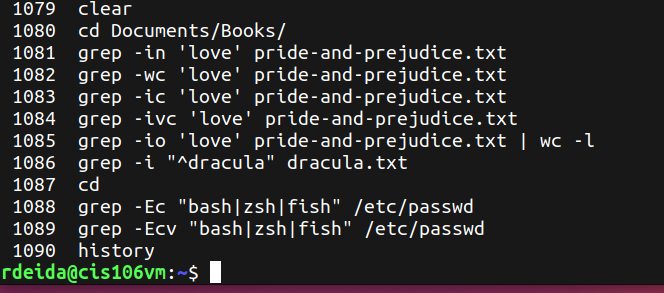 1079 clear
1080 cd Documents/Books/
1081 grep -in 'love' pride-and-prejudice.txt
1082 grep -wc 'love' pride-and-prejudice.txt
1083 grep -ic 'love' pride-and-prejudice.txt
1084 grep -ivc 'love' pride-and-prejudice.txt
1085 grep -io 'love' pride-and-prejudice.txt | wc -l
1086 grep -i "^dracula" dracula.txt
1087 cd
1088 grep -Ec "bash|zsh|fish" /etc/passwd
1089 grep -Ecv "bash|zsh|fish" /etc/passwd
1090 history
rdeida@cis106vm:~$